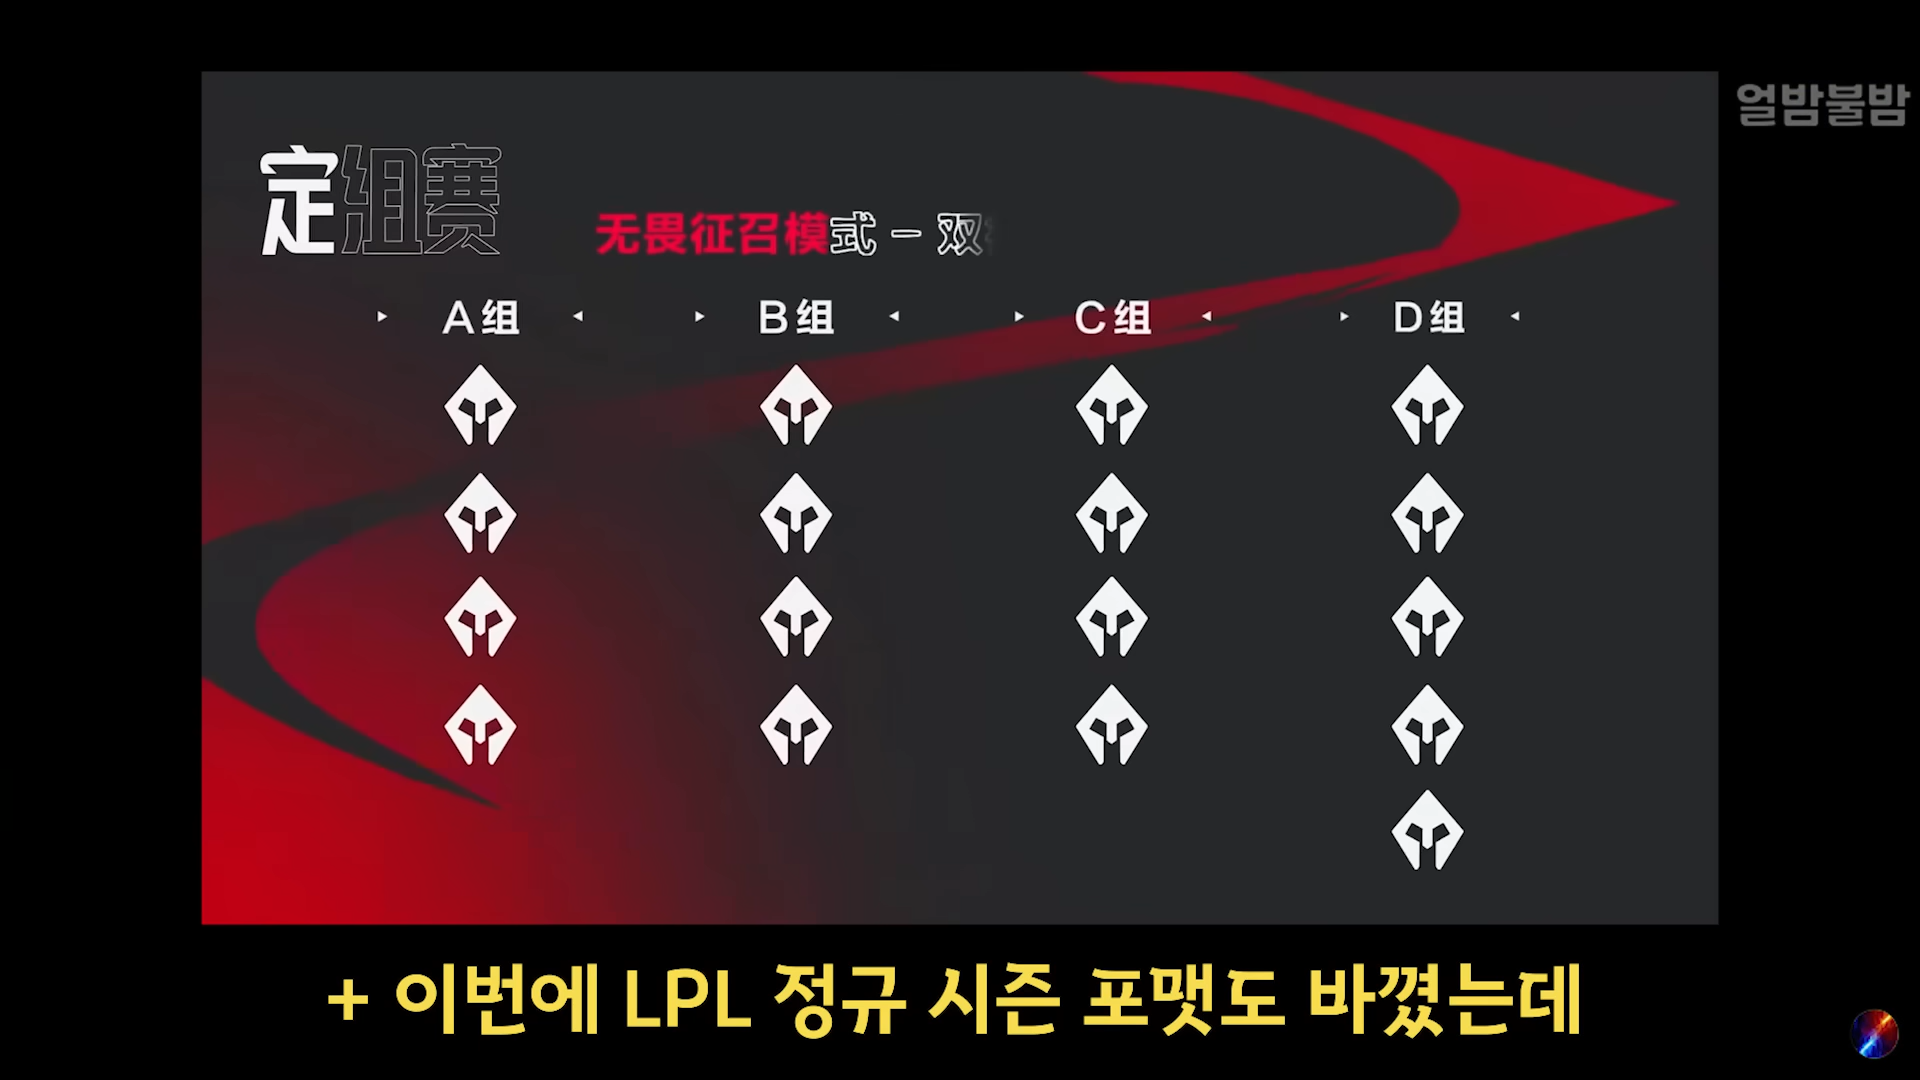 얼밤불밤
定组赛
无畏征召模式 – 双
A组 B组 C组 D组
+ 이번에 LPL 정규 시즌 포맷도 바꼈는데